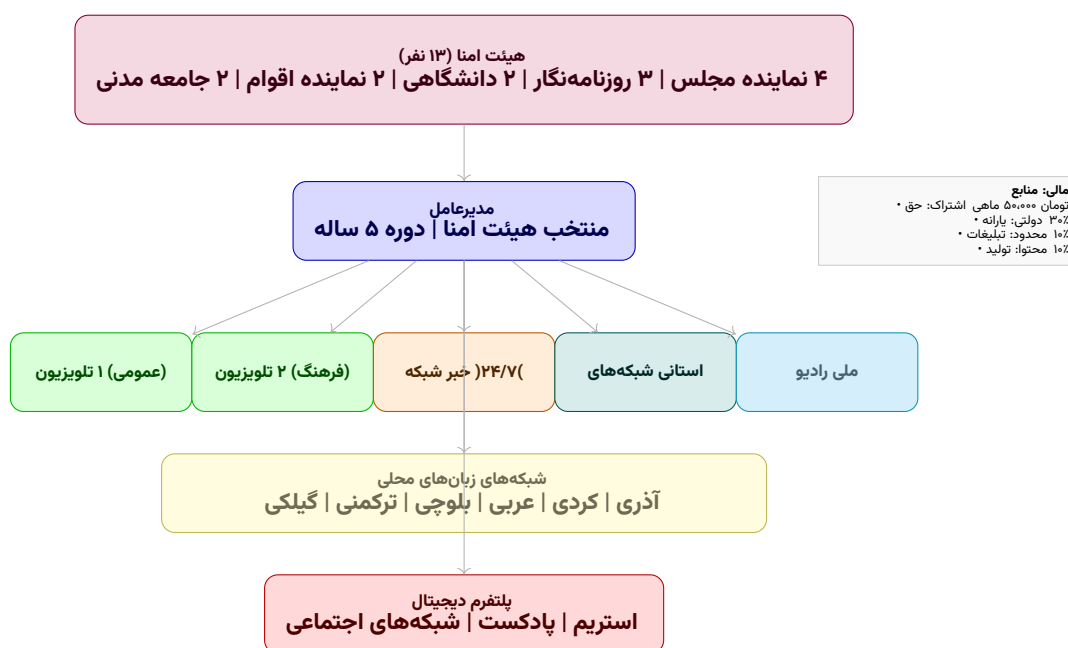 هیئت امنا (۱۳ نفر)
۴ نماینده مجلس | ۳ روزنامه‌نگار | ۲ دانشگاهی | ۲ نماینده اقوام | ۲ جامعه مدنی
مالی: منابع
تومان ۵۰،۰۰۰ ماهی اشتراک: حق •
۳۰٪ دولتی: یارانه •
۱۰٪ محدود: تبلیغات •
۱۰٪ محتوا: تولید •
مدیرعامل
منتخب هیئت امنا | دوره ۵ ساله
ملی رادیو
استانی شبکه‌های
)۲۴/۷( خبر شبکه
(فرهنگ) ۲ تلویزیون
(عمومی) ۱ تلویزیون
شبکه‌های زبان‌های محلی
آذری | کردی | عربی | بلوچی | ترکمنی | گیلکی
پلتفرم دیجیتال
استریم | پادکست | شبکه‌های اجتماعی